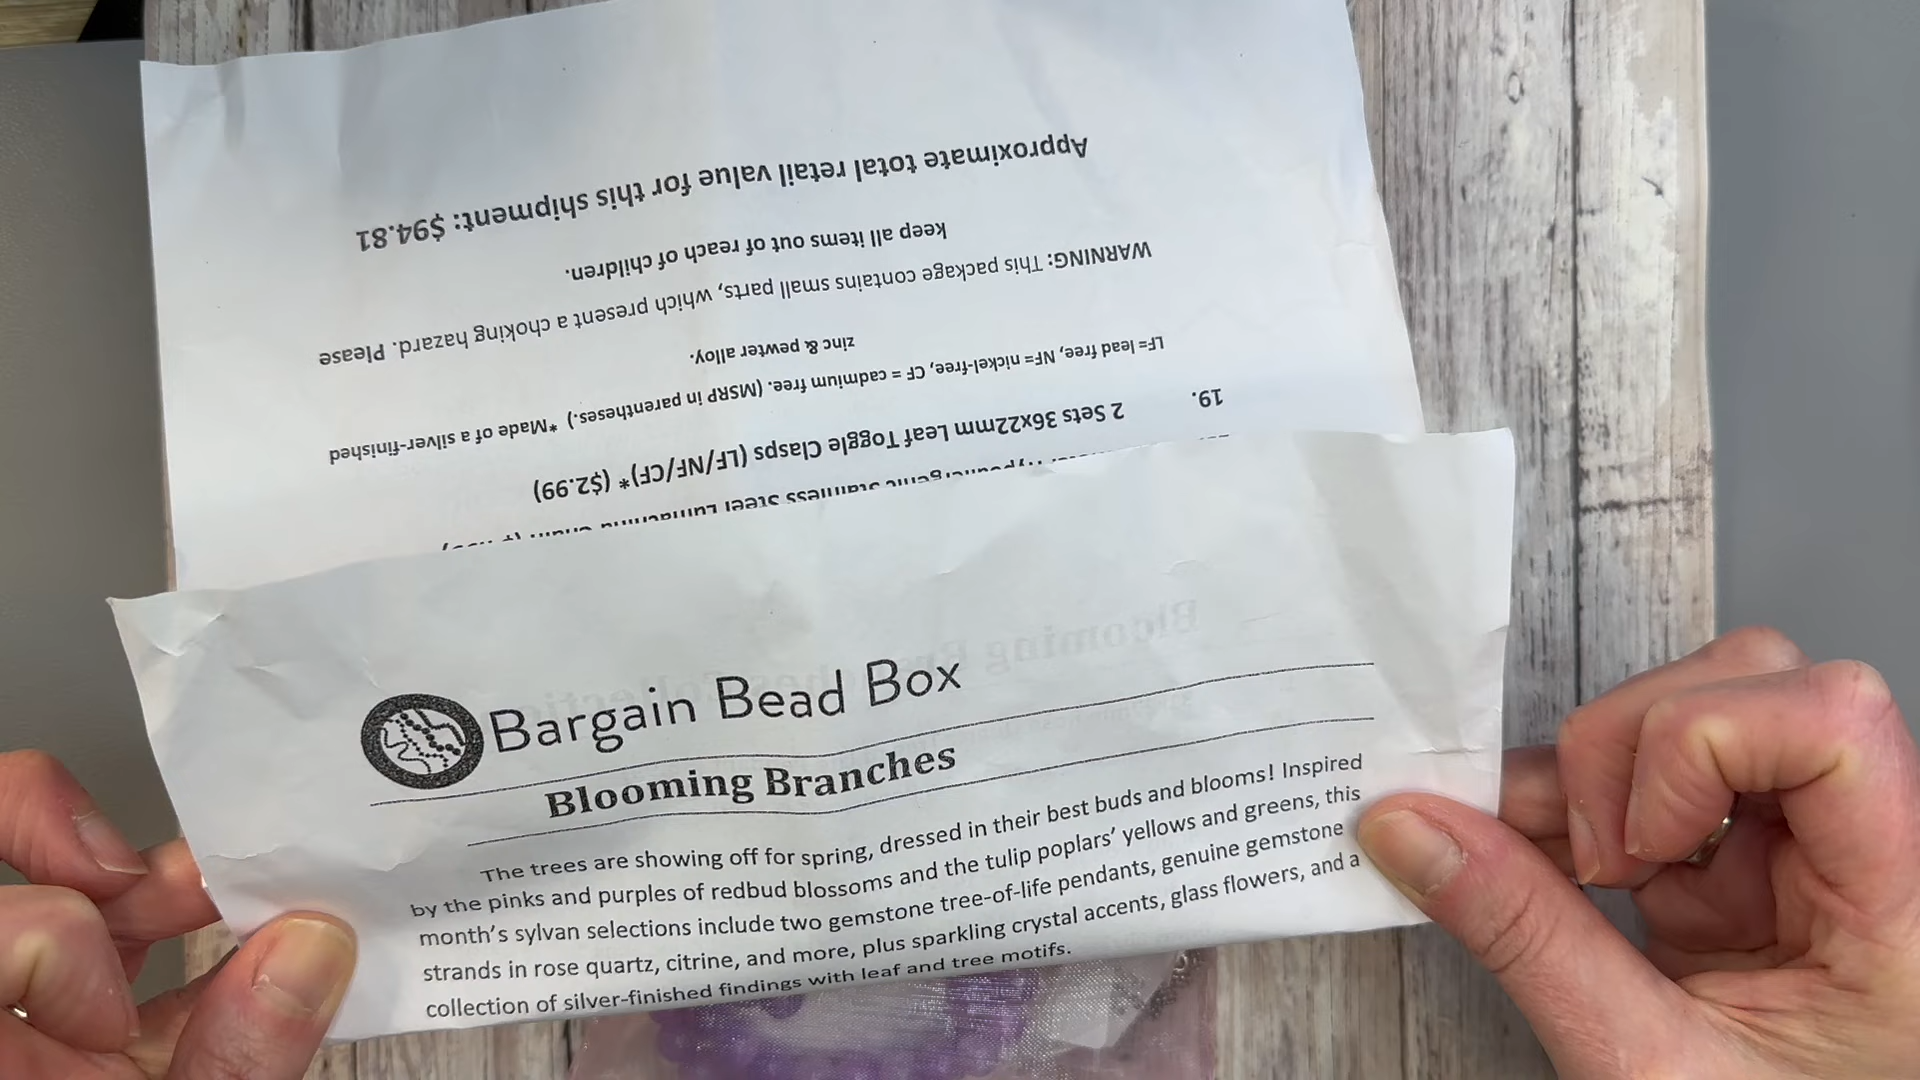 Approximate total retail value for this shipment: $94.81
keep all items out of reach of children.
WARNING: This package contains small parts, which present a choking hazard. Please
zinc & pewter alloy.
LF= lead free, NF= nickel-free, CF = cadmium free. (MSRP in parentheses.) *Made of a silver-finished
19.
2 Sets 36x22mm Leaf Toggle Clasps (LF/NF/CF)* ($2.99)
Stainless Steel
Bargain Bead Box
Blooming Branches
The trees are showing off for spring, dressed in their best buds and blooms! Inspired
by the pinks and purples of redbud blossoms and the tulip poplars' yellows and greens, this
month's sylvan selections include two gemstone tree-of-life pendants, genuine gemstone
strands in rose quartz, citrine, and more, plus sparkling crystal accents, glass flowers, and a
collection of silver-finished findings with leaf and tree motifs.